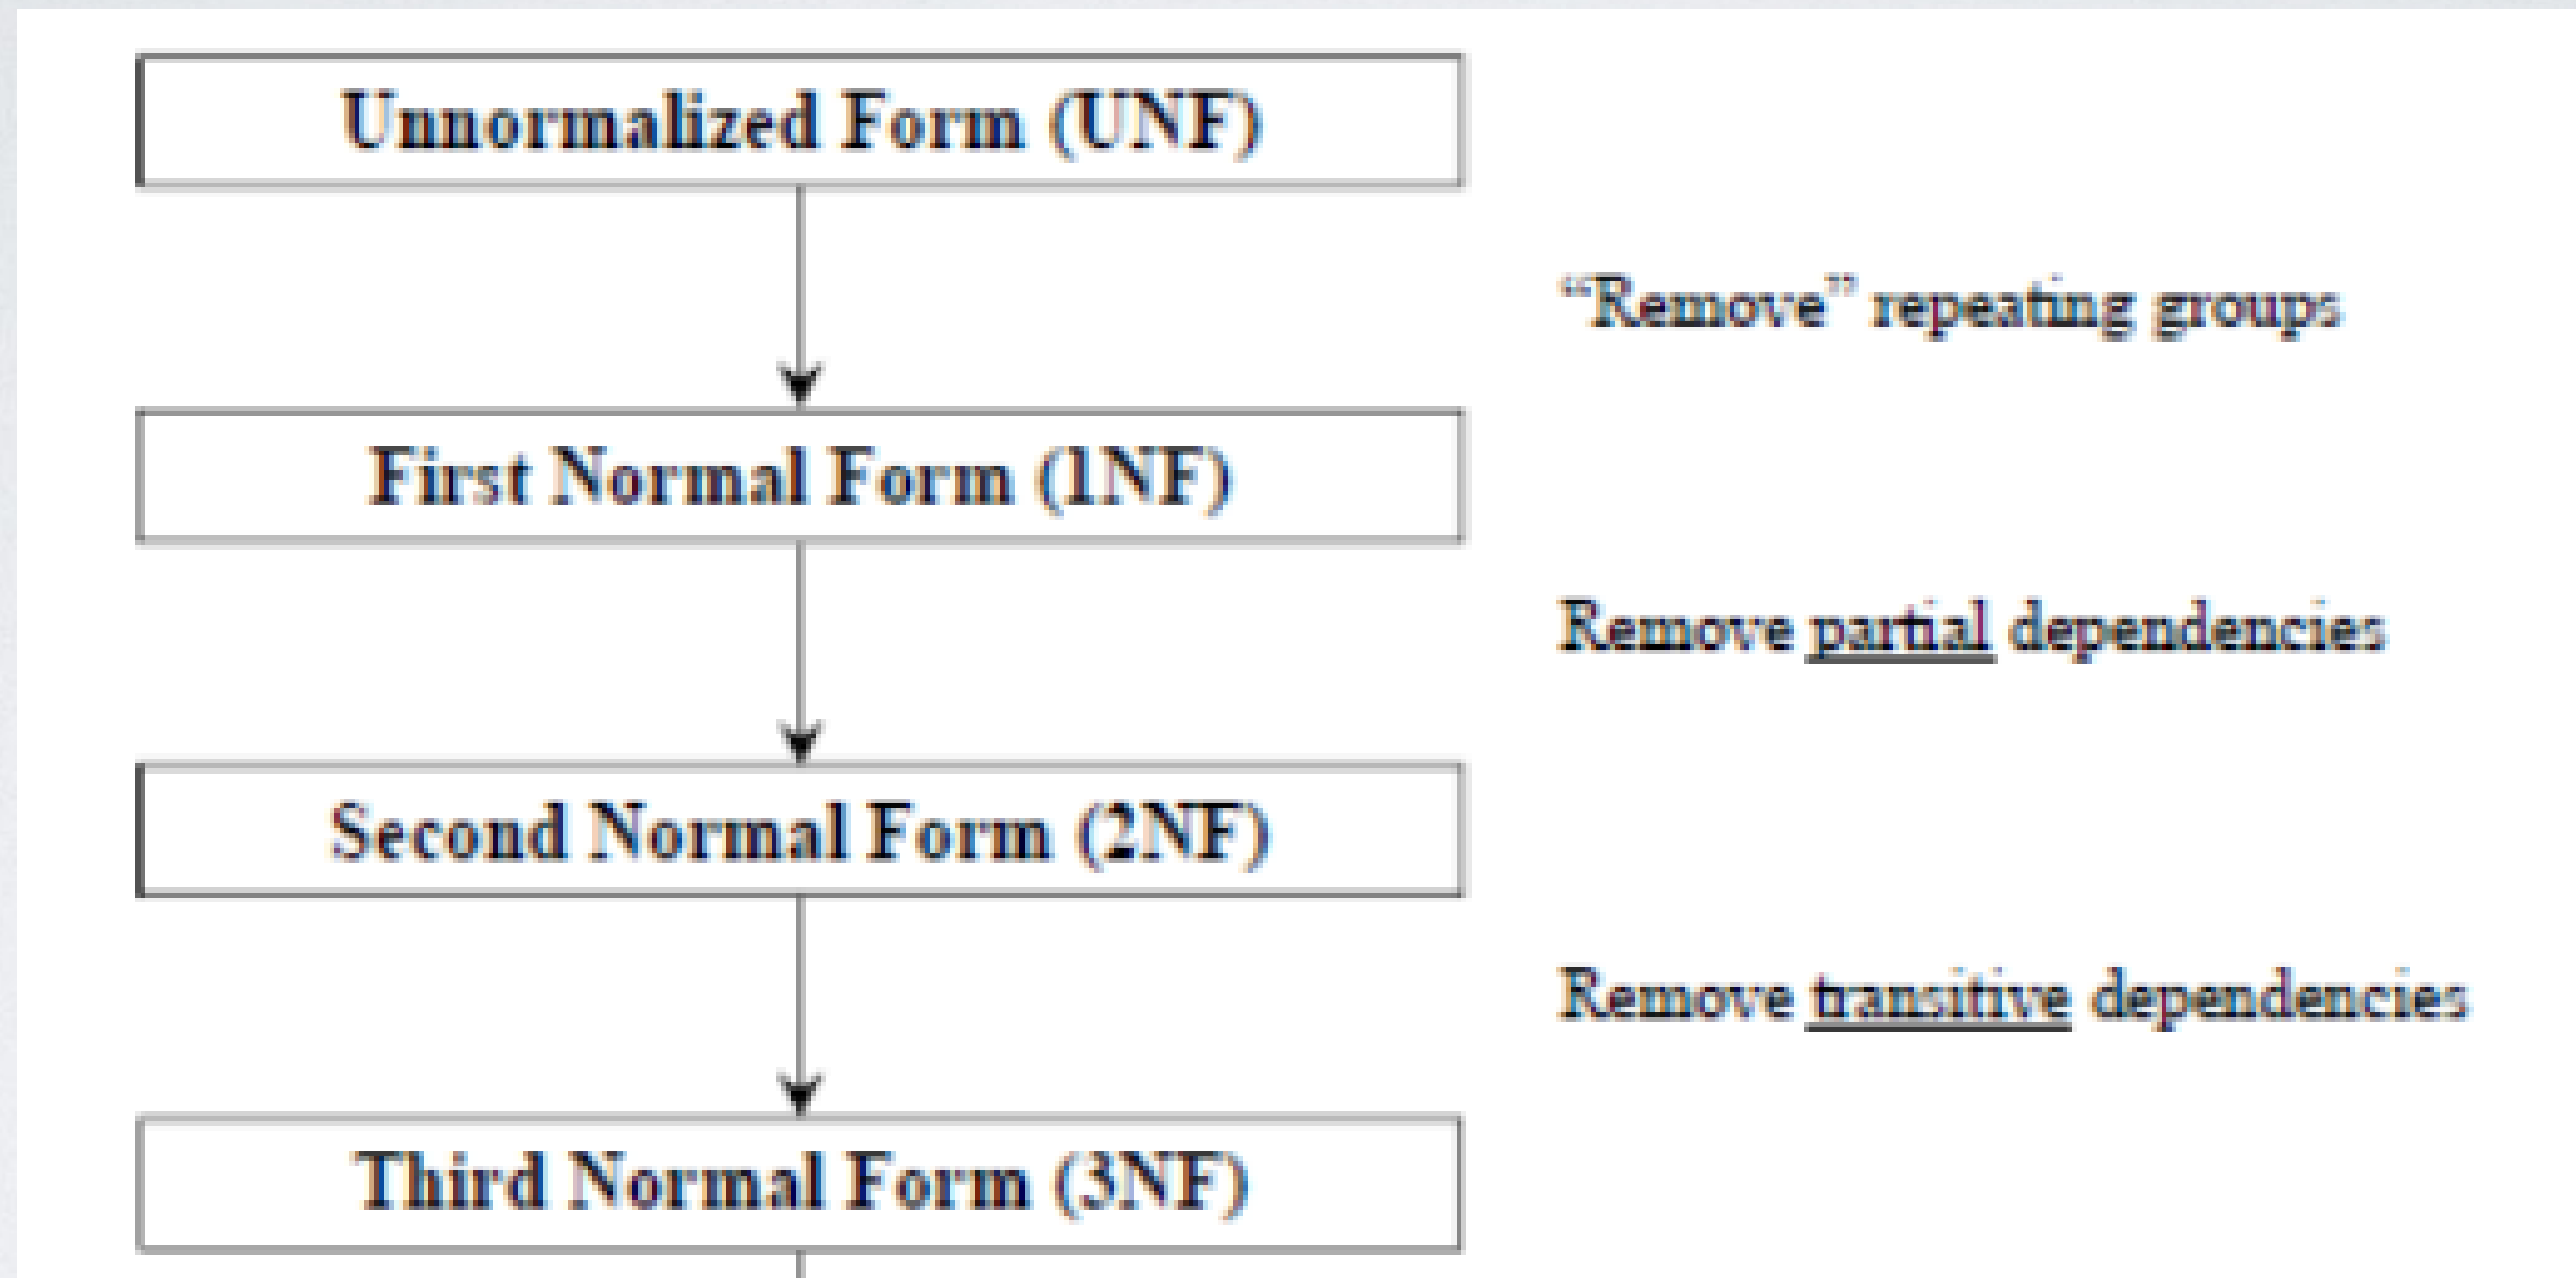 Unnormalized Form (UNF)
“Remove” repeating groups
First Normal Form (1NF)
Remove partial dependencies
Second Normal Form (2NF)
Remove transitive dependencies
Third Normal Form (3NF)